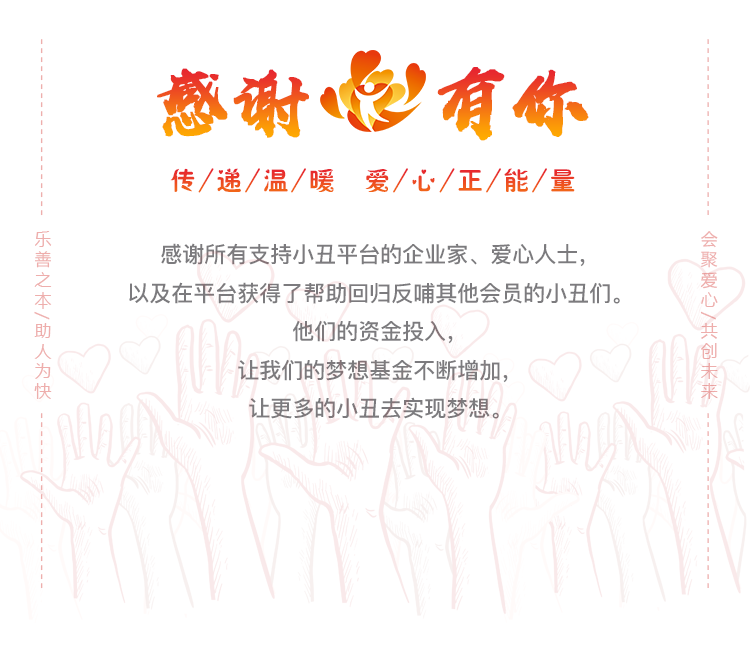 感谢有你
传/递/温/暖 爱/心/正/能/量
感谢所有支持小丑平台的企业家、爱心人士，
以及在平台获得了帮助回归反哺其他会员的小丑们。
他们的资金投入，
让我们的梦想基金不断增加，
让更多的小丑去实现梦想。
乐善之本/助人为快
会聚爱心/共创未来